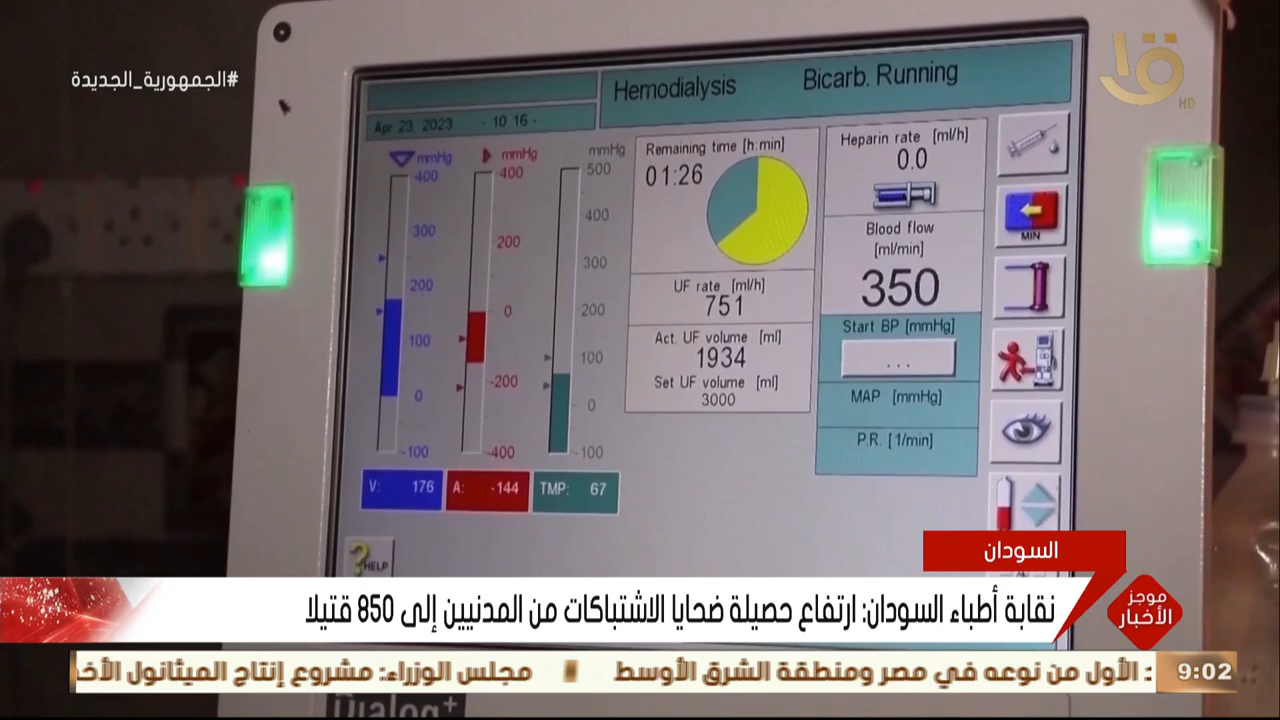 #الجمهورية_الجديدة
HD
Hemodialysis Bicarb. Running
Apr 23, 2023 - 10 16 -
mmHg
400
300
200
100
0
-100
mmHg
400
200
0
-200
-400
mmHg
500
400
300
200
100
0
-100
V: 176
A: -144
TMP: 67
Remaining time [h:min]
01:26
UF rate [ml/h]
751
Act. UF volume [ml]
1934
Set UF volume [ml]
3000
Heparin rate [ml/h]
0.0
Blood flow
[ml/min]
350
Start BP [mmHg]
...
MAP [mmHg]
P.R. [1/min]
MIN
HELP
السودان
موجز
الأخبار
نقابة أطباء السودان: ارتفاع حصيلة ضحايا الاشتباكات من المدنيين إلى 850 قتيلا
9:02
: الأول من نوعه في مصر ومنطقة الشرق الأوسط
مجلس الوزراء: مشروع إنتاج الميثانول الأخ
Dialog+